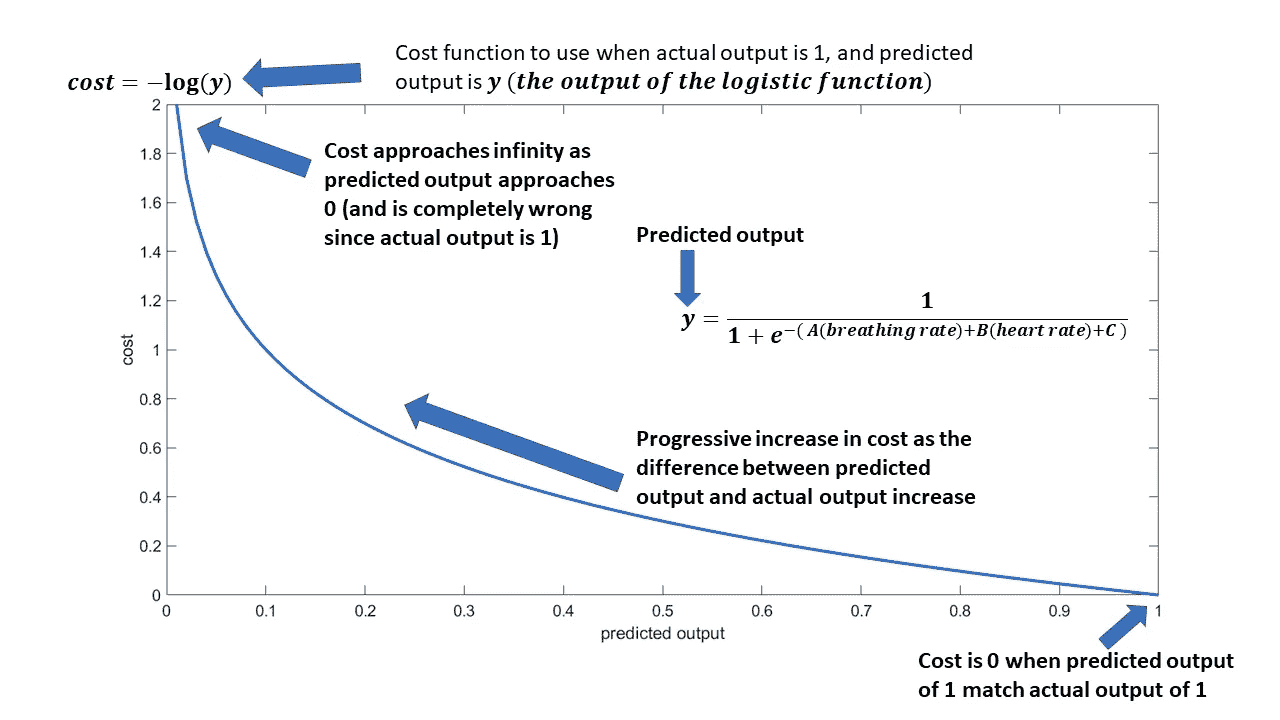 Cost function to use when actual output is 1, and predicted
output is y (the output of the logistic function)
cost = −log(y)
Cost approaches infinity as
predicted output approaches
0 (and is completely wrong
since actual output is 1)
Predicted output
y = 1 / 1 + e^−( A(breathing rate)+B(heart rate)+C )
Progressive increase in cost as the
difference between predicted
output and actual output increase
cost
2
1.8
1.6
1.4
1.2
1
0.8
0.6
0.4
0.2
0
0 0.1 0.2 0.3 0.4 0.5 0.6 0.7 0.8 0.9 1
predicted output
Cost is 0 when predicted output
of 1 match actual output of 1